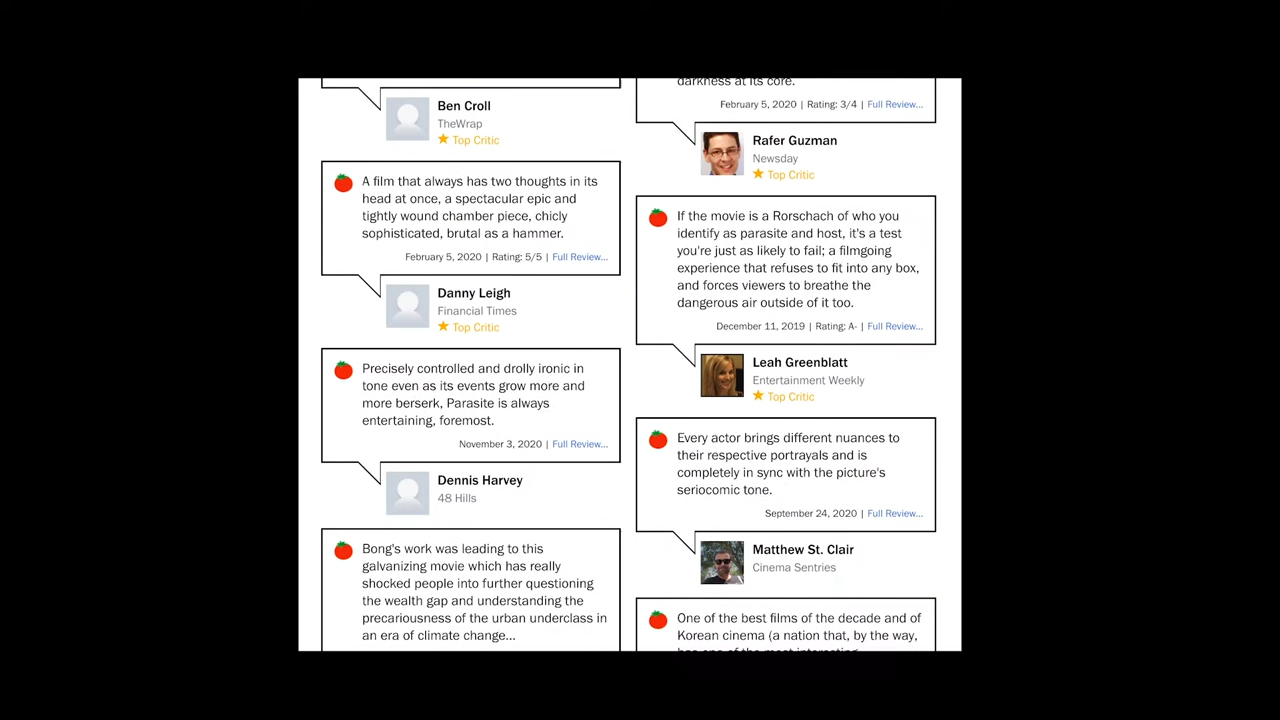 Ben Croll
TheWrap
Top Critic
A film that always has two thoughts in its
head at once, a spectacular epic and
tightly wound chamber piece, chicly
sophisticated, brutal as a hammer.
February 5, 2020 | Rating: 5/5 | Full Review...
Danny Leigh
Financial Times
Top Critic
Precisely controlled and drolly ironic in
tone even as its events grow more and
more berserk, Parasite is always
entertaining, foremost.
November 3, 2020 | Full Review...
Dennis Harvey
48 Hills
Bong's work was leading to this
galvanizing movie which has really
shocked people into further questioning
the wealth gap and understanding the
precariousness of the urban underclass in
an era of climate change...
darkness at its core.
February 5, 2020 | Rating: 3/4 | Full Review...
Rafer Guzman
Newsday
Top Critic
If the movie is a Rorschach of who you
identify as parasite and host, it's a test
you're just as likely to fail; a filmgoing
experience that refuses to fit into any box,
and forces viewers to breathe the
dangerous air outside of it too.
December 11, 2019 | Rating: A- | Full Review...
Leah Greenblatt
Entertainment Weekly
Top Critic
Every actor brings different nuances to
their respective portrayals and is
completely in sync with the picture's
seriocomic tone.
September 24, 2020 | Full Review...
Matthew St. Clair
Cinema Sentries
One of the best films of the decade and of
Korean cinema (a nation that, by the way,
has one of the most interesting